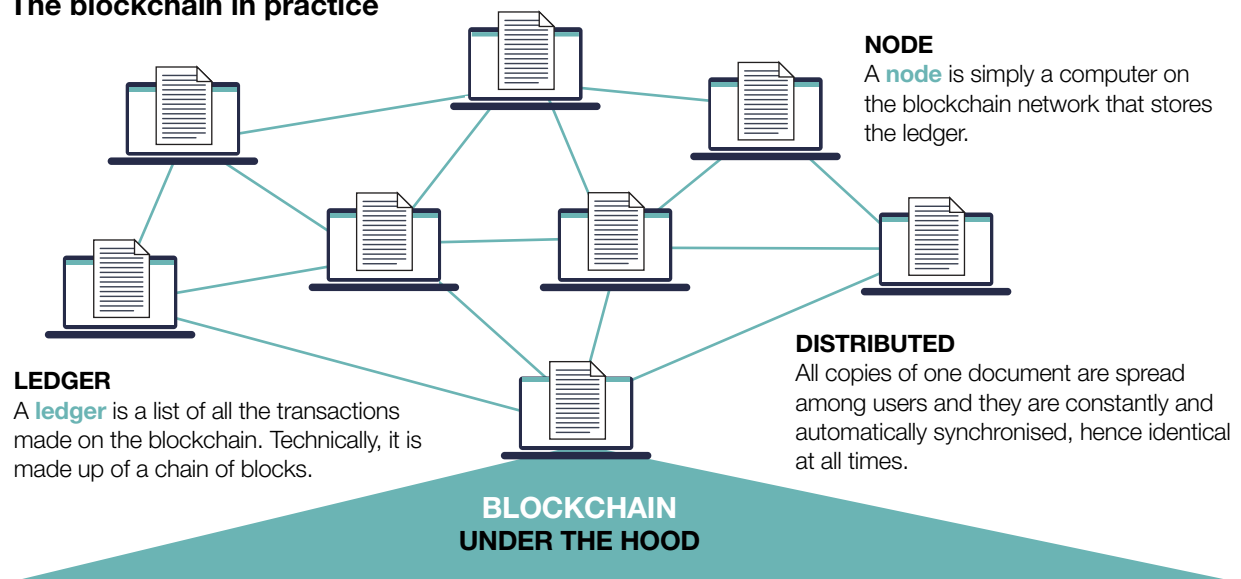 The blockchain in practice
NODE
A node is simply a computer on
the blockchain network that stores
the ledger.
DISTRIBUTED
All copies of one document are spread
among users and they are constantly and
automatically synchronised, hence identical
at all times.
LEDGER
A ledger is a list of all the transactions
made on the blockchain. Technically, it is
made up of a chain of blocks.
BLOCKCHAIN
UNDER THE HOOD